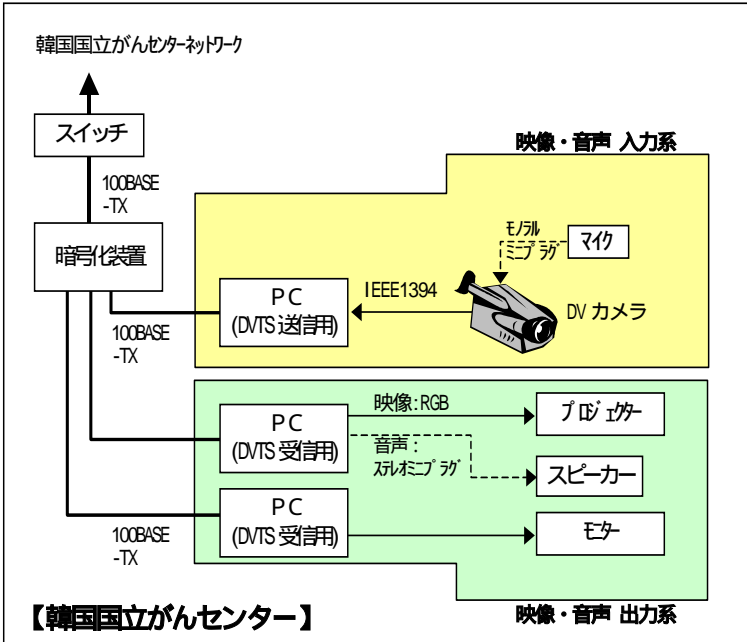 韓国国立がんセンターネットワーク
スイッチ
映像・音声 入力系
100BASE
-TX
モノラル
ミニプラグ
マイク
暗号化装置
IEEE1394
PC
(DVTS送信用)
DVカメラ
100BASE
-TX
映像:RGB
プロジェクター
PC
(DVTS受信用)
音声:
ステレオミニプラグ
スピーカー
PC
(DVTS受信用)
モニター
100BASE
-TX
【韓国国立がんセンター】
映像・音声 出力系